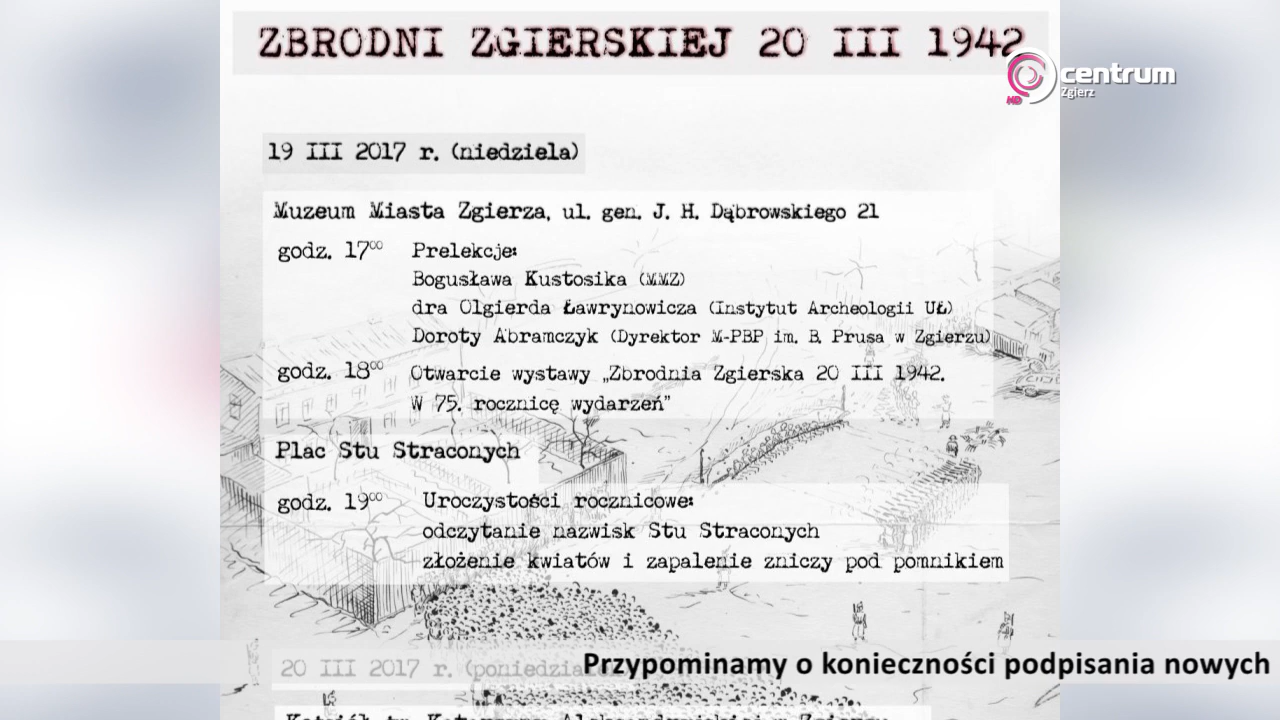 ZBRODNI ZGIERSKIEJ 20 III 1942
centrum
Zgierz
HD
19 III 2017 r. (niedziela)
Muzeum Miasta Zgierza, ul. gen. J. H. Dąbrowskiego 21
godz. 17⁰⁰ Prelekcje:
Bogusława Kustosika (MMZ)
dra Olgierda Ławrynowicza (Instytut Archeologii UŁ)
Doroty Abramczyk (Dyrektor M-PBP im. B. Prusa w Zgierzu)
godz. 18⁰⁰ Otwarcie wystawy „Zbrodnia Zgierska 20 III 1942.
W 75. rocznicę wydarzeń”
Plac Stu Straconych
godz. 19⁰⁰ Uroczystości rocznicowe:
odczytanie nazwisk Stu Straconych
złożenie kwiatów i zapalenie zniczy pod pomnikiem
20 III 2017 r.
Przypominamy o konieczności podpisania nowych